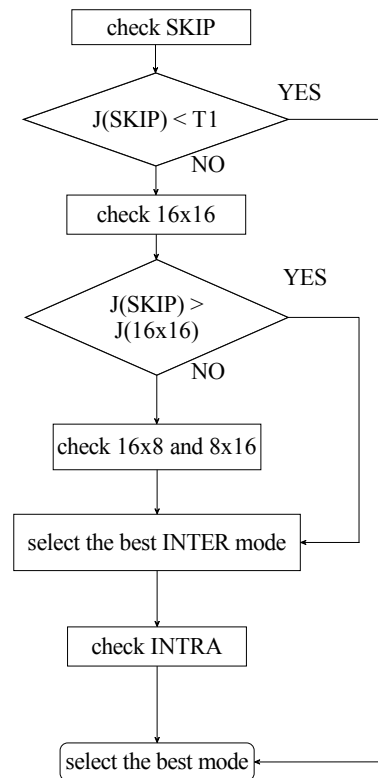 check SKIP
YES
J(SKIP) < T1
NO
check 16x16
YES
J(SKIP) >
J(16x16)
NO
check 16x8 and 8x16
select the best INTER mode
check INTRA
select the best mode